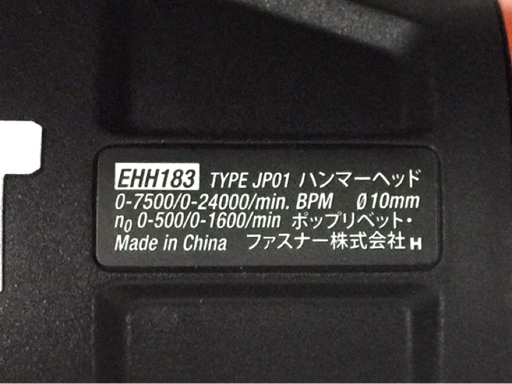 EHH183 TYPE JP01 ハンマーヘッド
0-7500/0-24000/min. BPM Ø10mm
n0 0-500/0-1600/min ポップリベット・
Made in China ファスナー株式会社 H